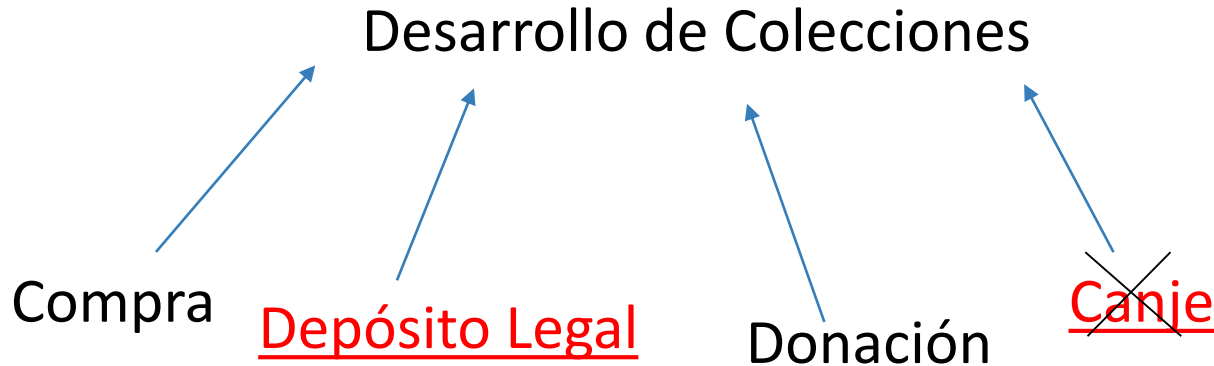 Desarrollo de Colecciones
Compra
Depósito Legal
Donación
Canje